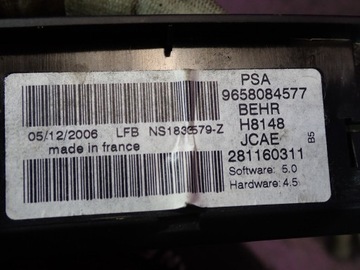 PSA
9658084577
BEHR
H8148
JCAE
281160311
Software: 5.0
Hardware: 4.5
B5
05/12/2006 LFB
made in france